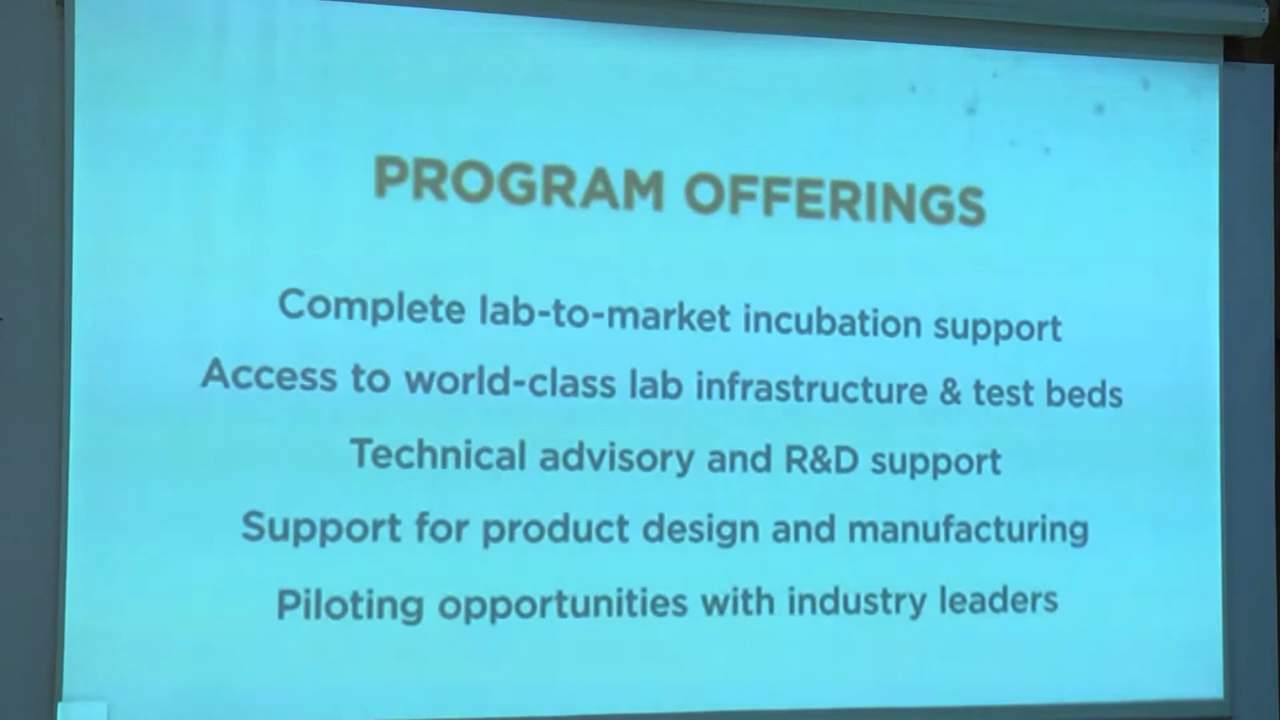 PROGRAM OFFERINGS
Complete lab-to-market incubation support
Access to world-class lab infrastructure & test beds
Technical advisory and R&D support
Support for product design and manufacturing
Piloting opportunities with industry leaders